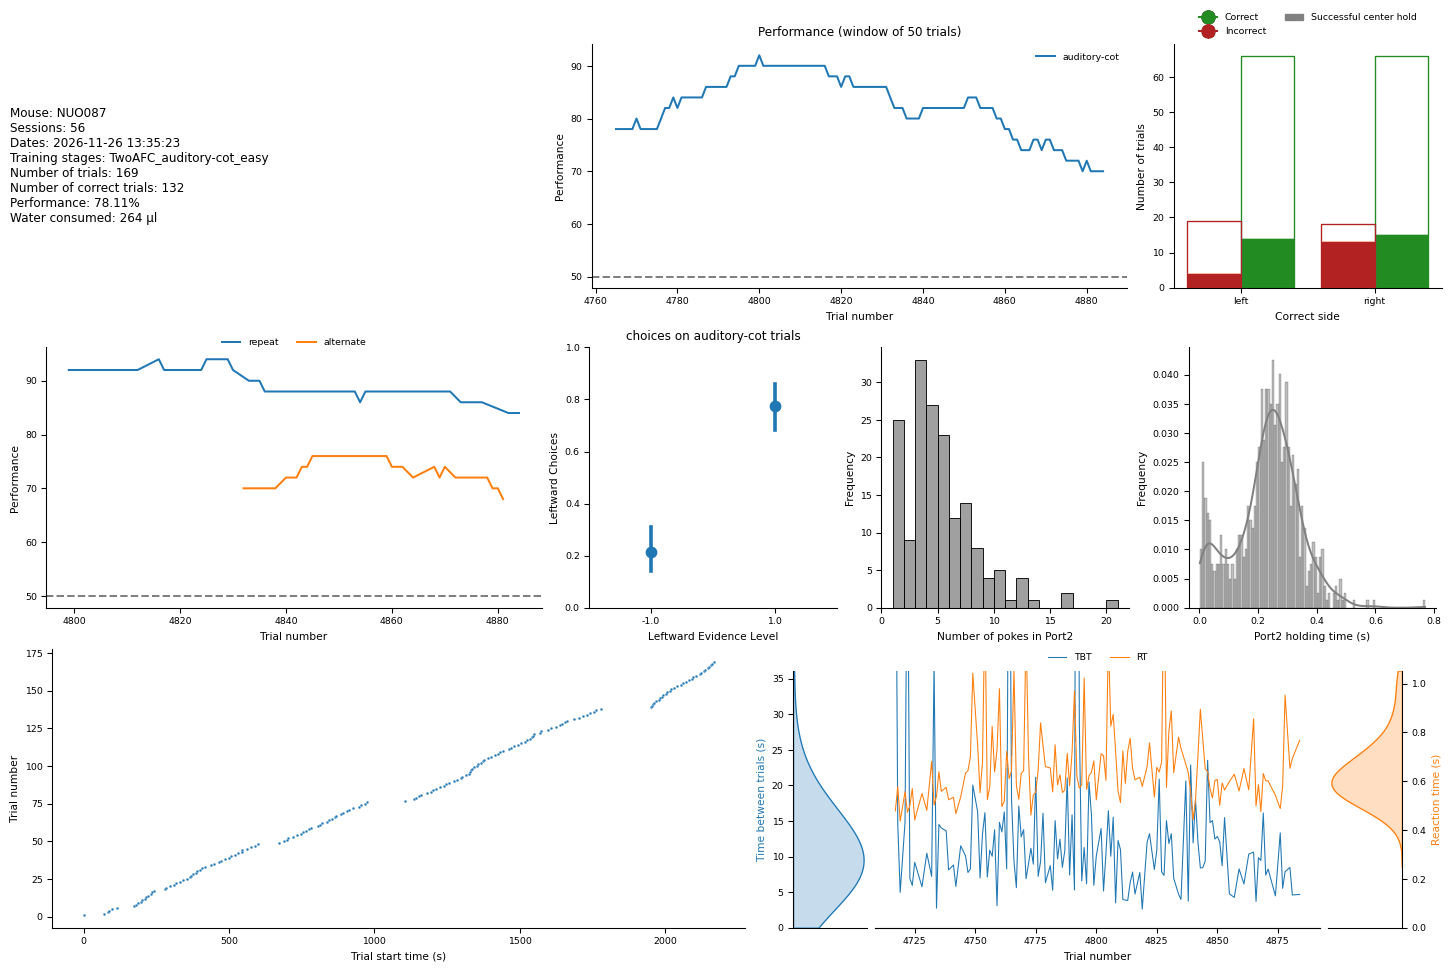 Mouse: NUO087
Sessions: 56
Dates: 2026-11-26 13:35:23
Training stages: TwoAFC_auditory-cot_easy
Number of trials: 169
Number of correct trials: 132
Performance: 78.11%
Water consumed: 264 µl
Performance (window of 50 trials)
auditory-cot
90
80
70
60
50
Performance
4760 4780 4800 4820 4840 4860 4880
Trial number
Correct
Incorrect
Successful center hold
60
50
40
30
20
10
0
Number of trials
left right
Correct side
repeat alternate
90
80
70
60
50
Performance
4800 4820 4840 4860 4880
Trial number
choices on auditory-cot trials
1.0
0.8
0.6
0.4
0.2
0.0
Leftward Choices
-1.0 1.0
Leftward Evidence Level
30
25
20
15
10
5
0
Frequency
0 5 10 15 20
Number of pokes in Port2
0.040
0.035
0.030
0.025
0.020
0.015
0.010
0.005
0.000
Frequency
0.0 0.2 0.4 0.6 0.8
Port2 holding time (s)
175
150
125
100
75
50
25
0
Trial number
0 500 1000 1500 2000
Trial start time (s)
TBT RT
35
30
25
20
15
10
5
0
Time between trials (s)
4725 4750 4775 4800 4825 4850 4875
Trial number
1.0
0.8
0.6
0.4
0.2
0.0
Reaction time (s)